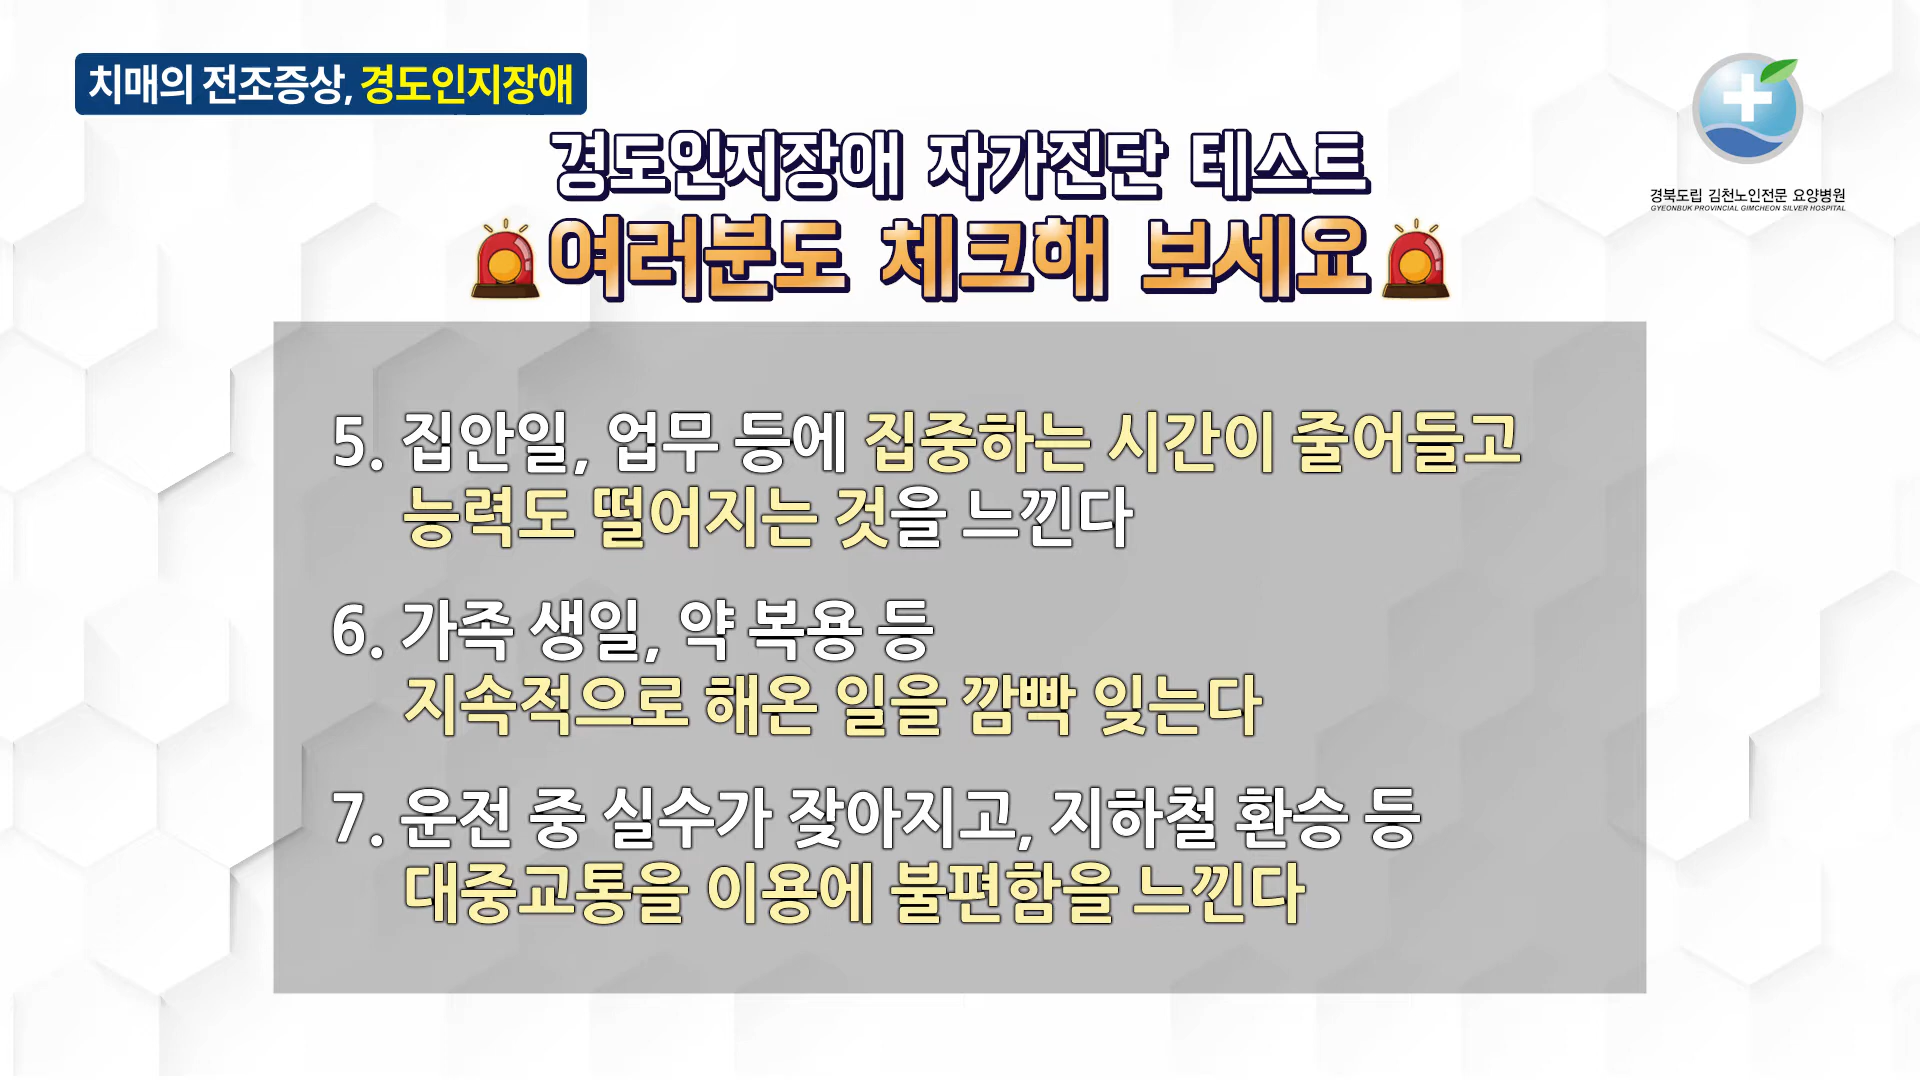 치매의 전조증상, 경도인지장애
경도인지장애 자가진단 테스트
여러분도 체크해 보세요
경북도립 김천노인전문 요양병원
GYEONBUK PROVINCIAL GIMCHEON SILVER HOSPITAL
5. 집안일, 업무 등에 집중하는 시간이 줄어들고
능력도 떨어지는 것을 느낀다
6. 가족 생일, 약 복용 등
지속적으로 해온 일을 깜빡 잊는다
7. 운전 중 실수가 잦아지고, 지하철 환승 등
대중교통을 이용에 불편함을 느낀다